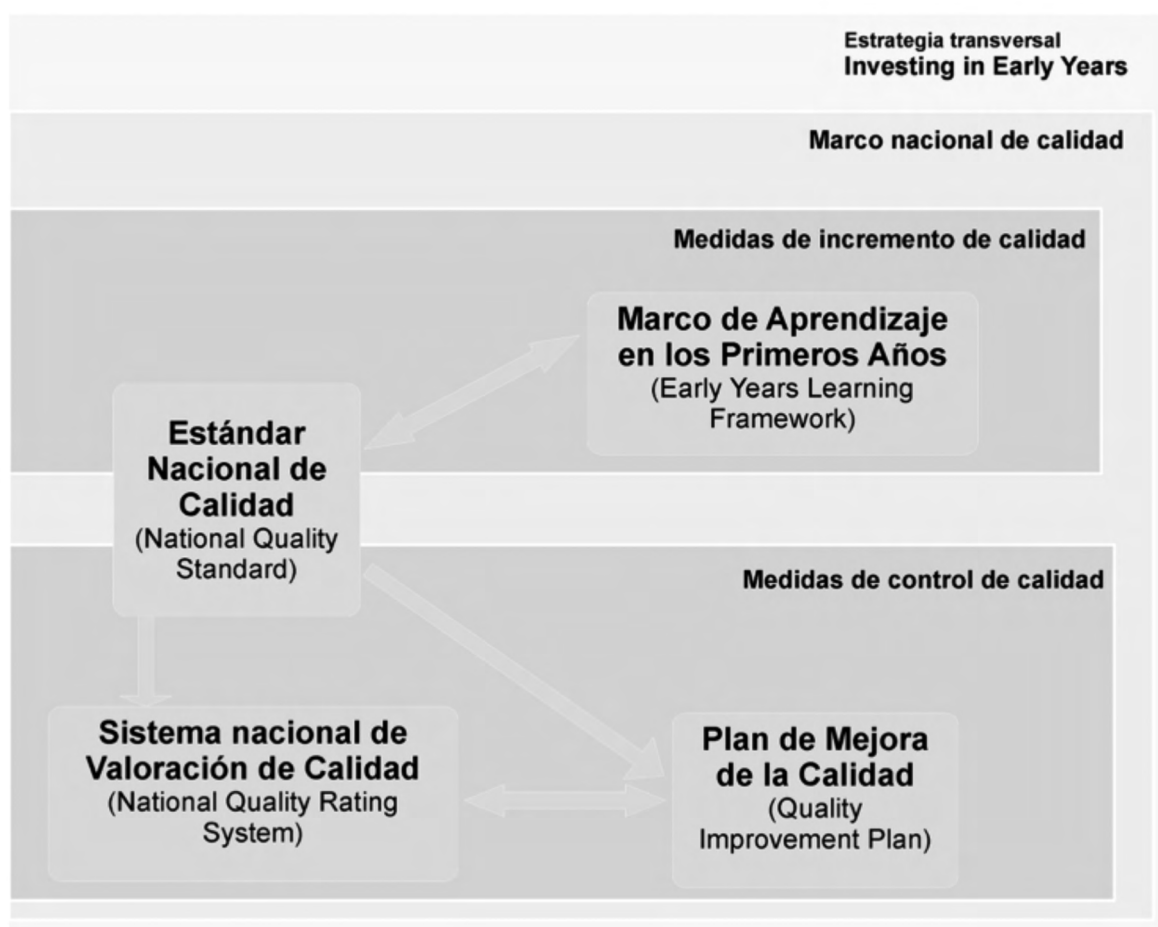 Estrategia transversal
Investing in Early Years
Marco nacional de calidad
Medidas de incremento de calidad
Marco de Aprendizaje
en los Primeros Años
(Early Years Learning
Framework)
Estándar
Nacional de
Calidad
(National Quality
Standard)
Medidas de control de calidad
Sistema nacional de
Valoración de Calidad
(National Quality Rating
System)
Plan de Mejora
de la Calidad
(Quality
Improvement Plan)